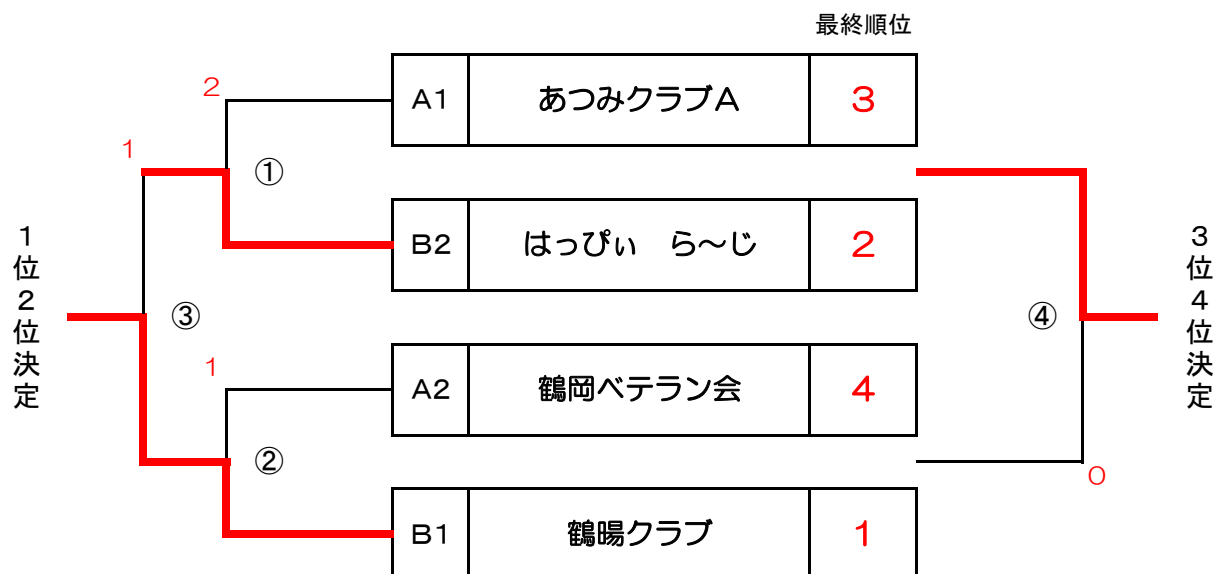 最終順位
2
A1 あつみクラブA 3
1
①
B2 はっぴぃ ら～じ 2
1位2位決定
3位4位決定
③
④
1
A2 鶴岡ベテラン会 4
②
0
B1 鶴暘クラブ 1